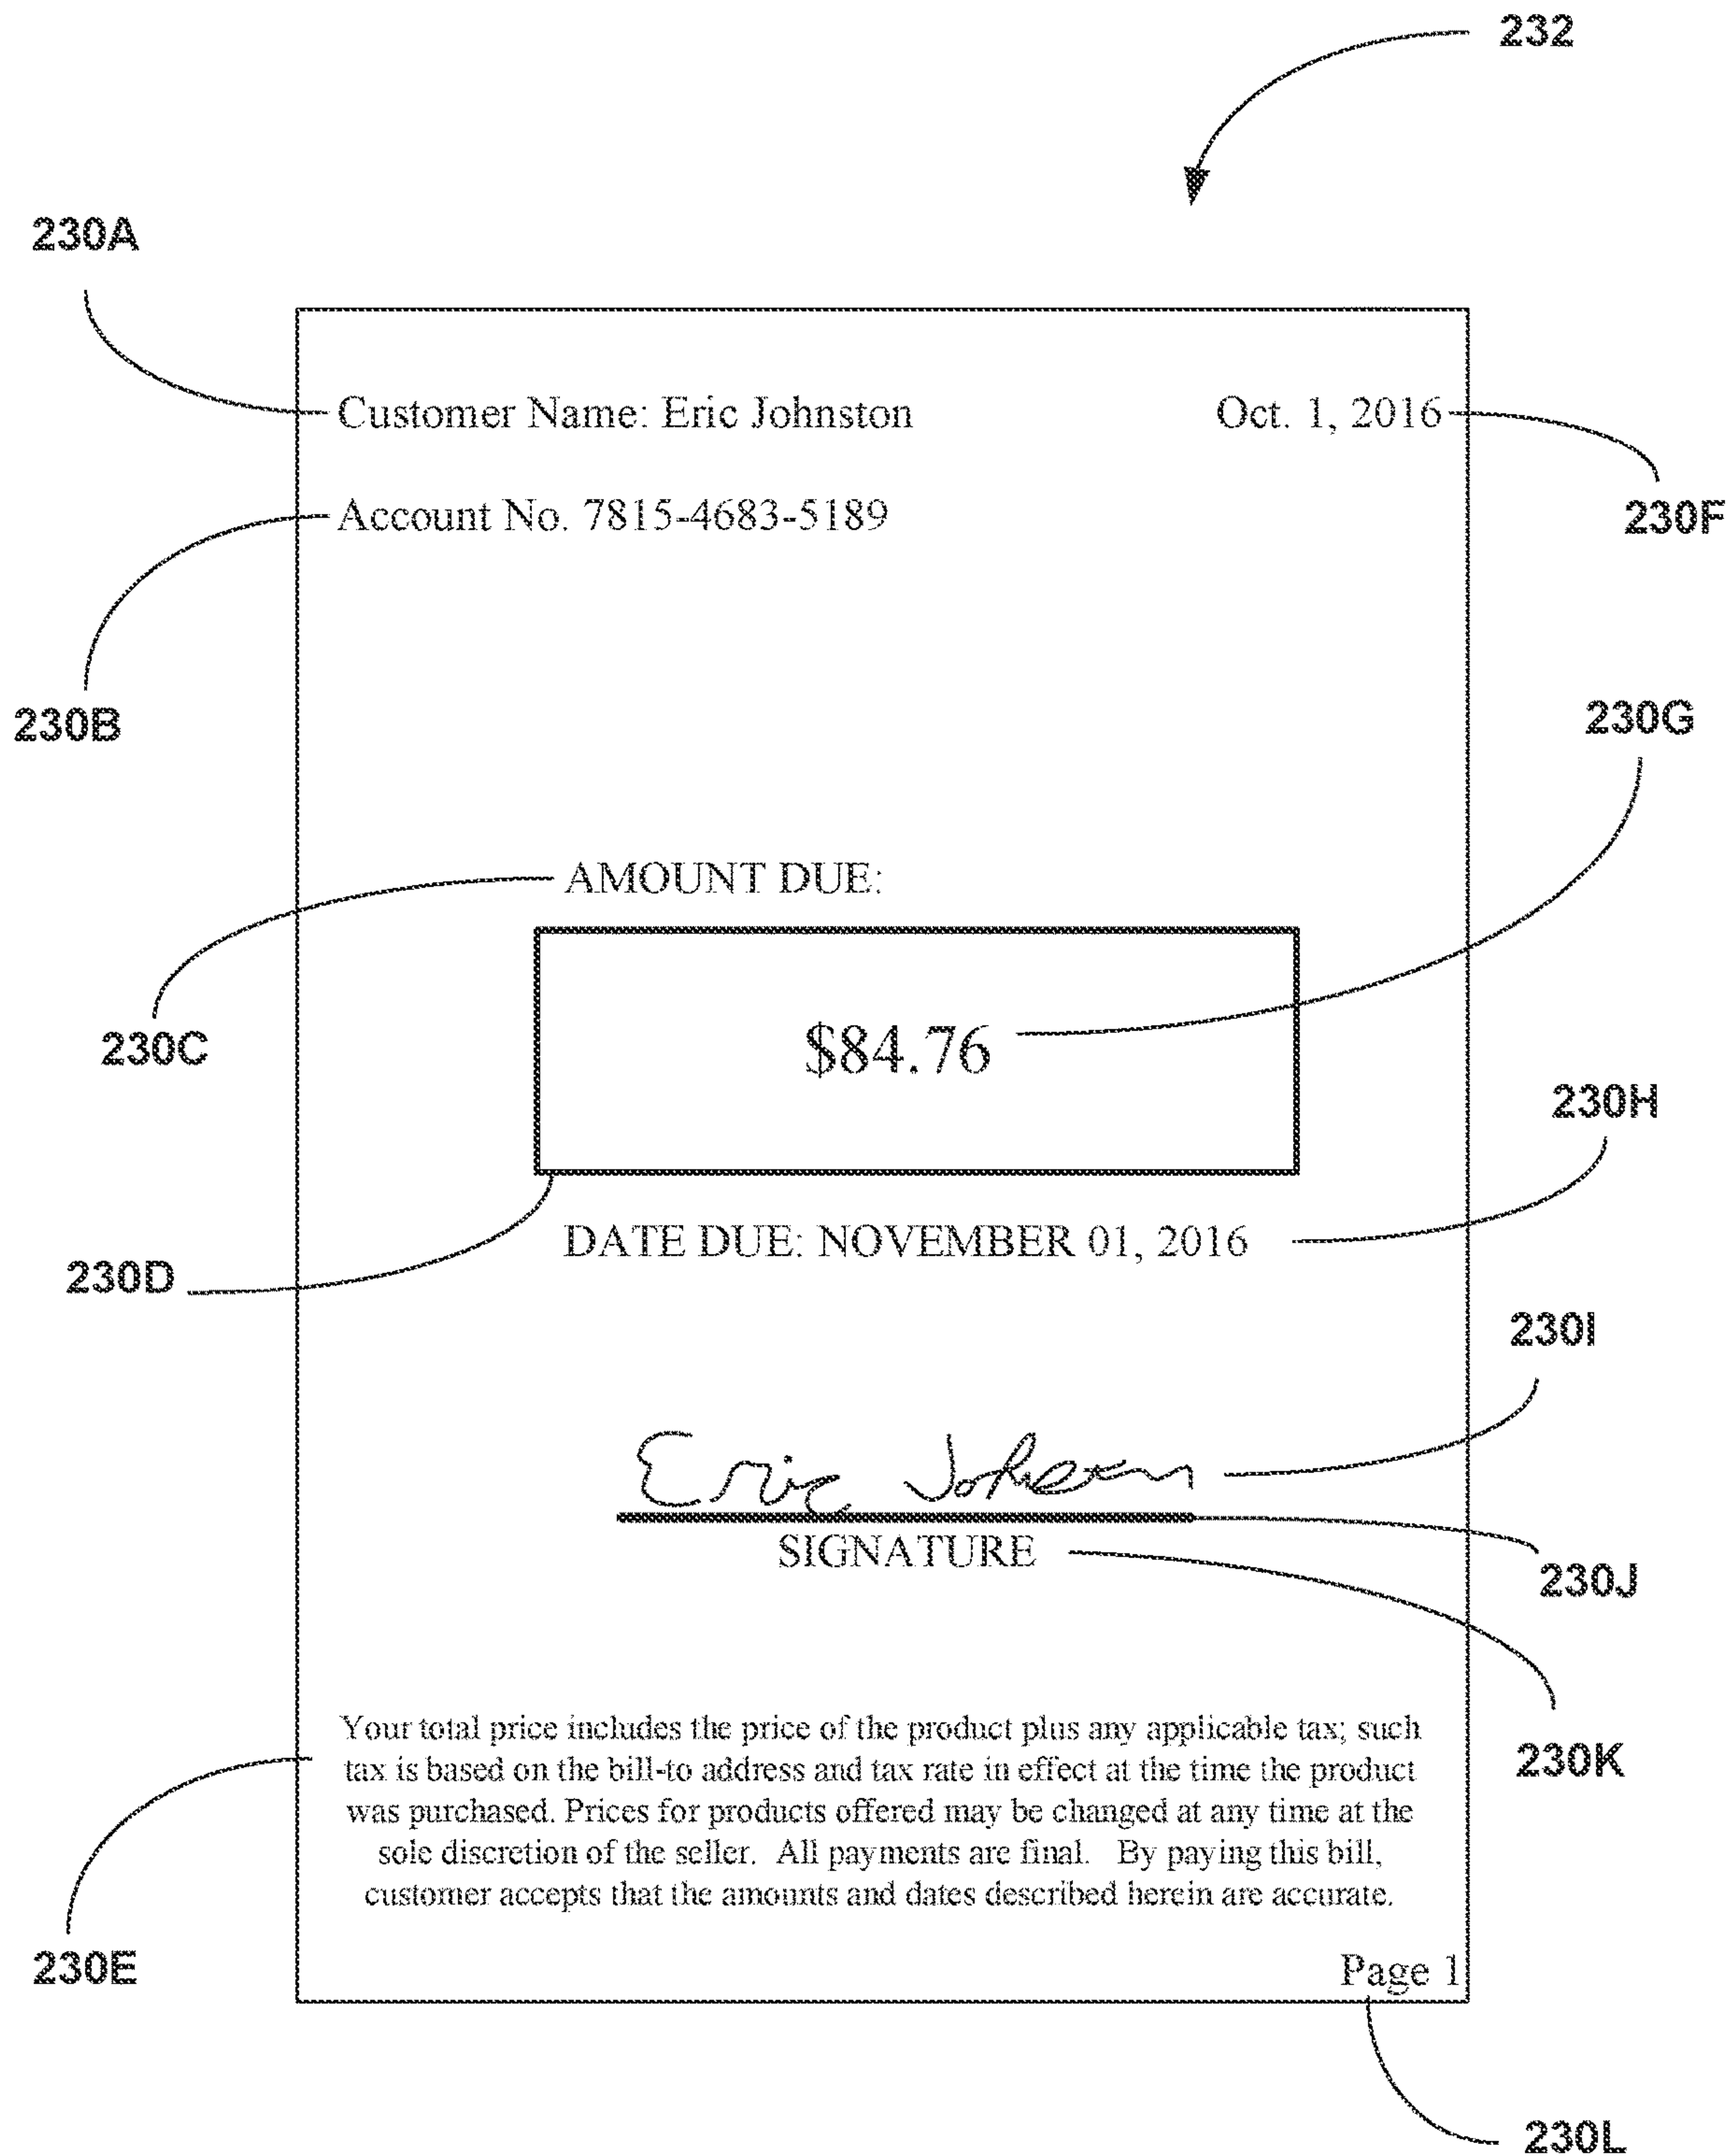 232
230A
Customer Name: Eric Johnston
Oct. 1, 2016
Account No. 7815-4683-5189
230F
230B
230G
AMOUNT DUE:
230C
$84.76
230H
DATE DUE: NOVEMBER 01, 2016
230D
230I
Eric Johnston
SIGNATURE
230J
Your total price includes the price of the product plus any applicable tax; such
tax is based on the bill-to address and tax rate in effect at the time the product
230K
was purchased. Prices for products offered may be changed at any time at the
sole discretion of the seller. All payments are final. By paying this bill,
customer accepts that the amounts and dates described herein are accurate.
230E
Page 1
230L